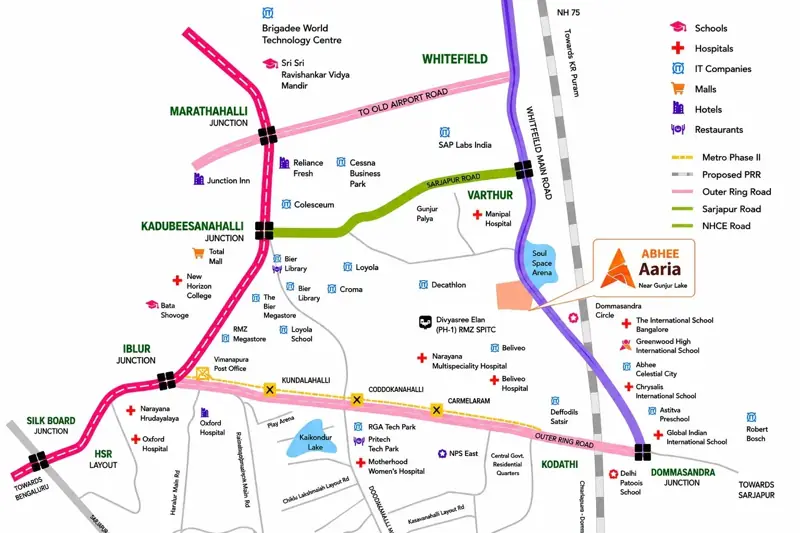 Brigadee World
Technology Centre
Sri Sri
Ravishankar Vidya
Mandir
WHITEFIELD
NH 75
Towards KR Puram
Schools
Hospitals
IT Companies
Malls
Hotels
Restaurants
Metro Phase II
Proposed PRR
Outer Ring Road
Sarjapur Road
NHCE Road
MARATHAHALLI
JUNCTION
TO OLD AIRPORT ROAD
WHITFEILID MAIN ROAD
SAP Labs India
Junction Inn
Reliance
Fresh
Cessna
Business
Park
SARJAPUR ROAD
VARTHUR
Colesceum
Gunjur
Palya
Manipal
Hospital
KADUBEESANAHALLI
JUNCTION
Total
Mall
New
Horizon
College
Bata
Shovoge
Bier
Library
Bier
Library
The
Bier
Megastore
Loyola
Croma
Decathlon
Soul
Space
Arena
ABHEE
Aaria
Near Gunjur Lake
RMZ
Megastore
Loyola
School
Divyasree Elan
(PH-1) RMZ SPITC
Dommasandra
Circle
The International School
Bangalore
Greenwood High
International School
Abhee
Celestial City
Chrysalis
International School
Astitva
Preschool
Global Indian
International School
Robert
Bosch
IBLUR
JUNCTION
Vimanapura
Post Office
KUNDALAHALLI
CODDOKANAHALLI
CARMELARAM
Narayana
Multispeciality Hospital
Beliveo
Beliveo
Hospital
Deffodils
Satsir
OUTER RING ROAD
KODATHI
DOMMASANDRA
JUNCTION
TOWARDS
SARJAPUR
Delhi
Patoois
School
SILK BOARD
JUNCTION
HSR
LAYOUT
TOWARDS
BENGALURU
Narayana
Hrudayalaya
Oxford
Hospital
Oxford
Hospital
Haralur Main Rd
Play Arena
Kaikondur
Lake
RGA Tech Park
Pritech
Tech Park
Motherhood
Women's Hospital
NPS East
Central Govt.
Residential
Quarters
Chiklu Lakshmaiah Layout Rd
Kasavanahalli Layout Rd